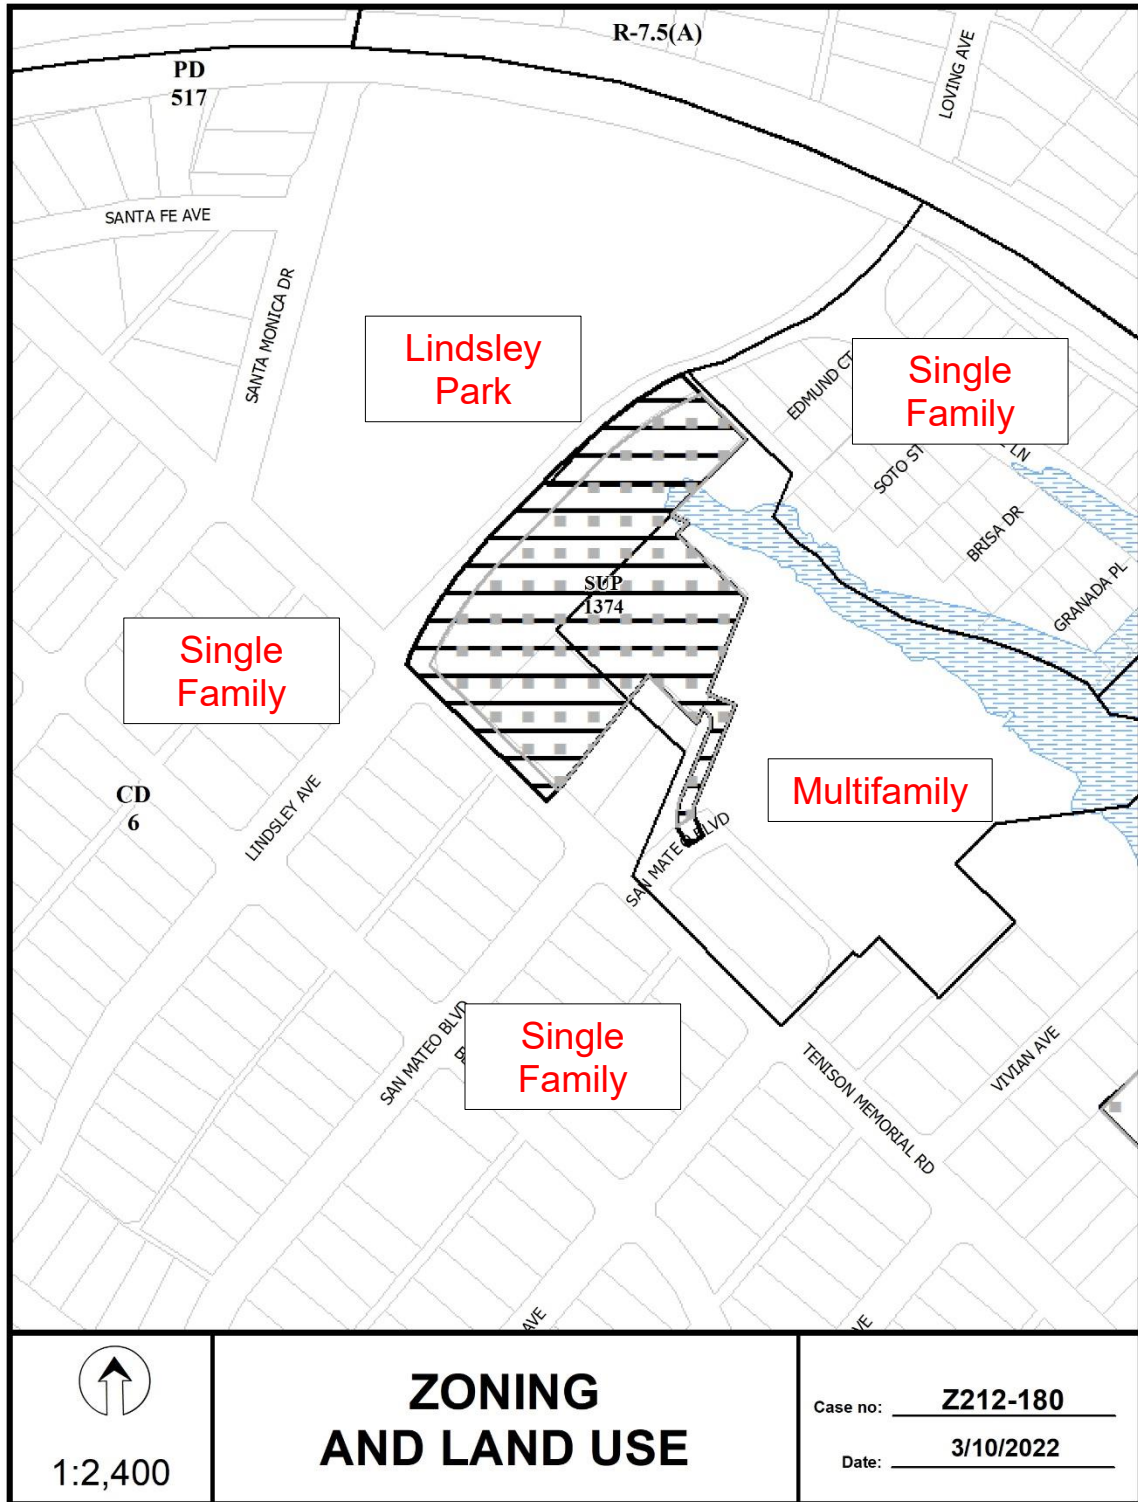 R-7.5(A)
PD
517
LOVING AVE
SANTA FE AVE
SANTA MONICA DR
Lindsley
Park
EDMUND CT
Single
Family
LN
SOTO ST
BRISA DR
GRANADA PL
SUP
1374
Single
Family
CD
6
LINDSLEY AVE
Multifamily
SAN MATEO BLVD
SAN MATEO BLVD
Single
Family
TENISON MEMORIAL RD
VIVIAN AVE
AVE
VE
1:2,400
ZONING
AND LAND USE
Case no: Z212-180
Date: 3/10/2022